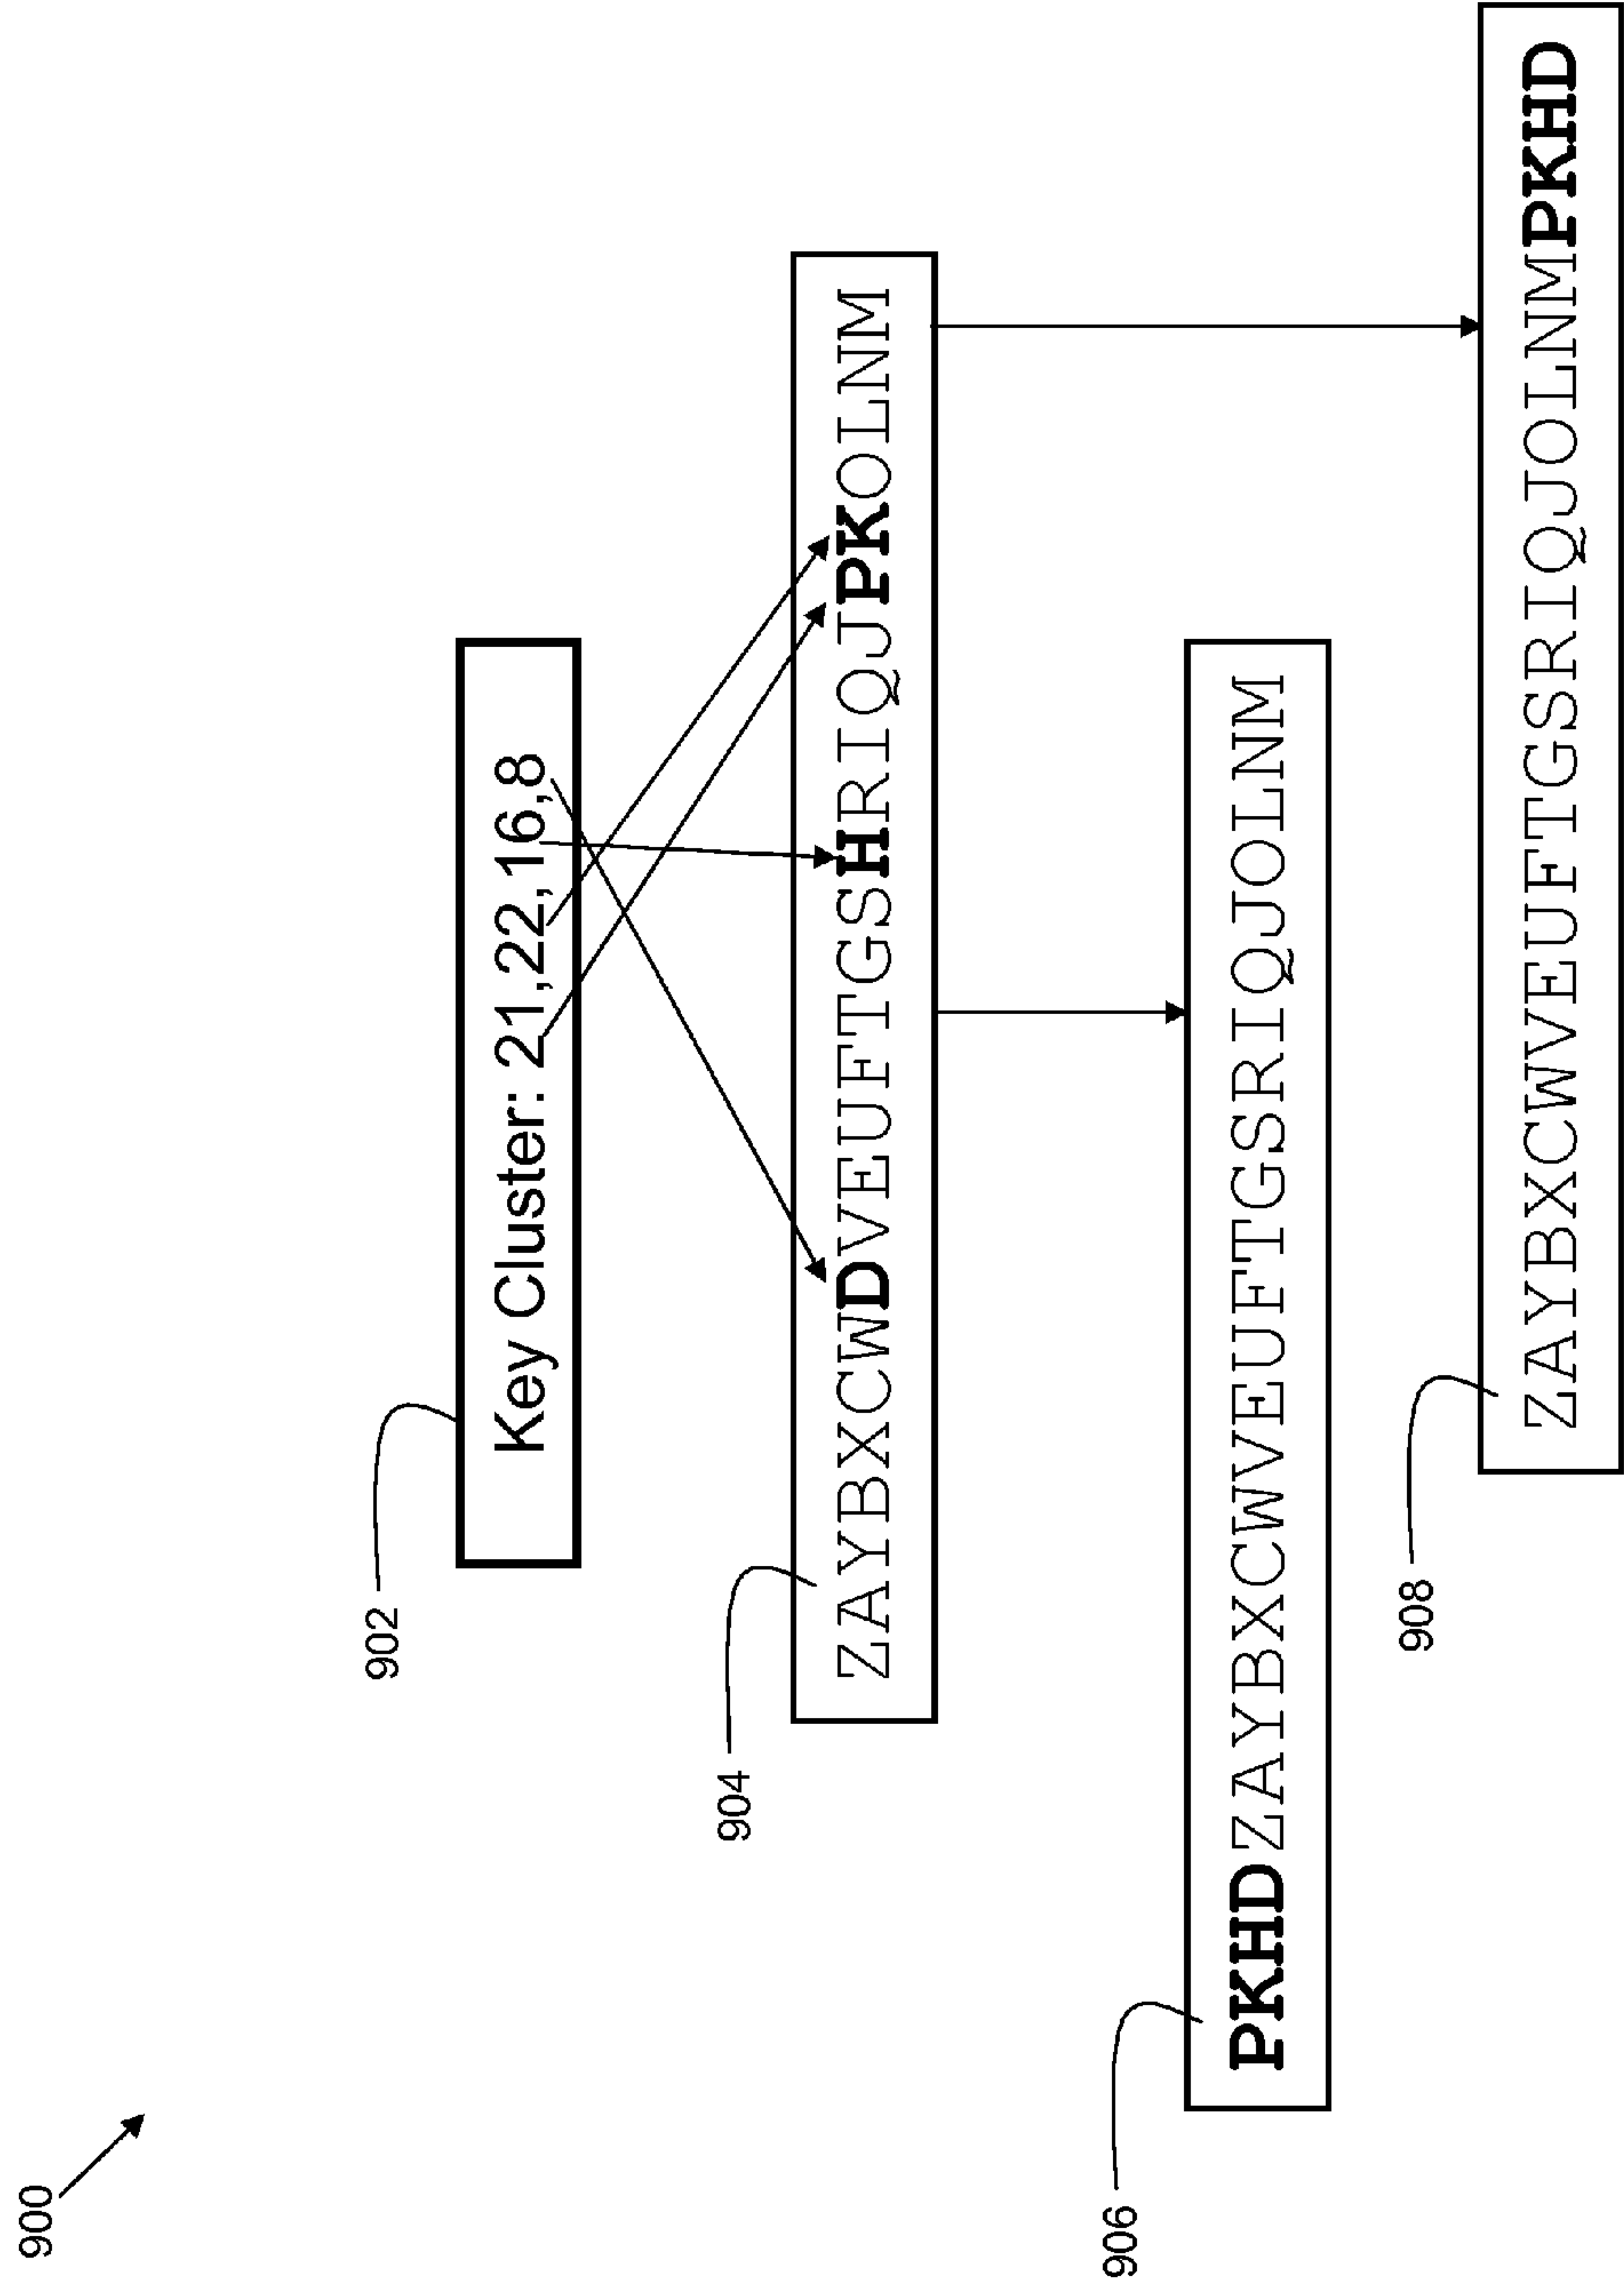 900
902
Key Cluster: 21,22,16,8
904
ZAYBXCWDVEUFTGSHRIQJPKOLNM
906
PKHDZAYBXCWVEUFTGSRIQJOLNM
908
ZAYBXCWVEUFTGSRIQJOLNMPKHD